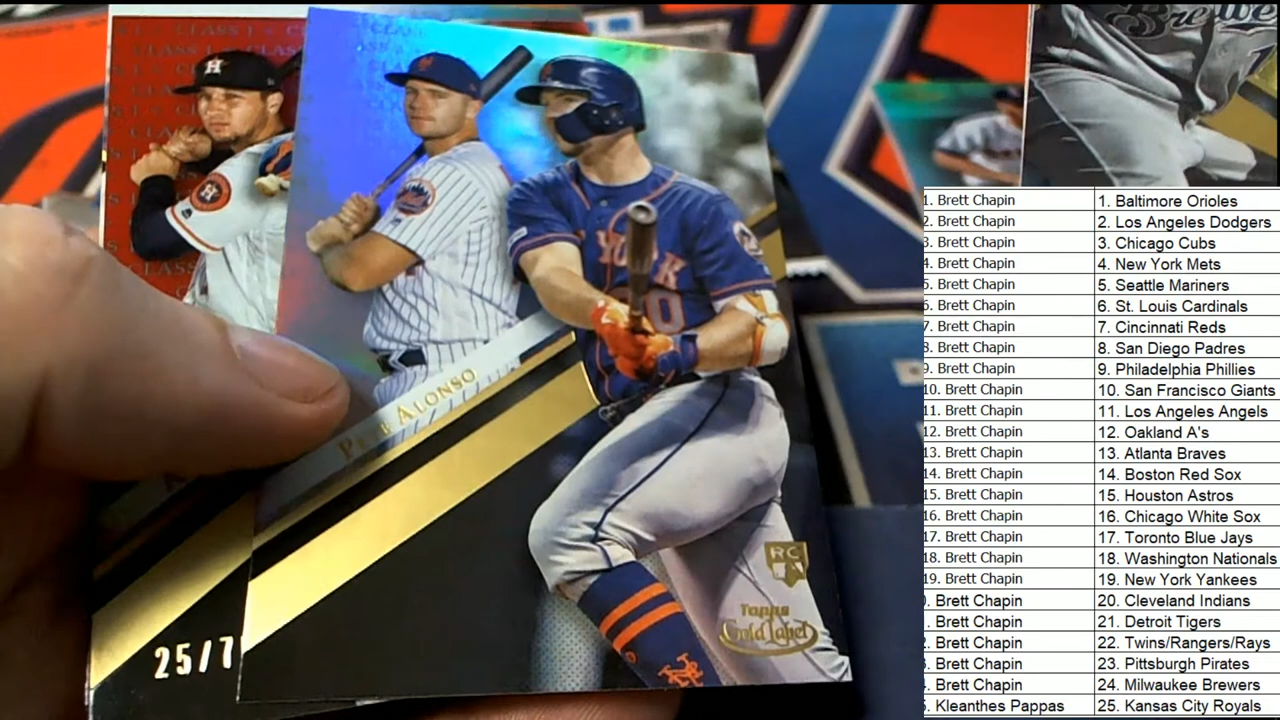 CLASS 1
CLASS
H
H
Mets
YORK
20
PETE ALONSO
RC
Topps
Gold Label
NY
25/7
Brewe
1. Brett Chapin 1. Baltimore Orioles
2. Brett Chapin 2. Los Angeles Dodgers
3. Brett Chapin 3. Chicago Cubs
4. Brett Chapin 4. New York Mets
5. Brett Chapin 5. Seattle Mariners
6. Brett Chapin 6. St. Louis Cardinals
7. Brett Chapin 7. Cincinnati Reds
8. Brett Chapin 8. San Diego Padres
9. Brett Chapin 9. Philadelphia Phillies
10. Brett Chapin 10. San Francisco Giants
11. Brett Chapin 11. Los Angeles Angels
12. Brett Chapin 12. Oakland A's
13. Brett Chapin 13. Atlanta Braves
14. Brett Chapin 14. Boston Red Sox
15. Brett Chapin 15. Houston Astros
16. Brett Chapin 16. Chicago White Sox
17. Brett Chapin 17. Toronto Blue Jays
18. Brett Chapin 18. Washington Nationals
19. Brett Chapin 19. New York Yankees
. Brett Chapin 20. Cleveland Indians
. Brett Chapin 21. Detroit Tigers
. Brett Chapin 22. Twins/Rangers/Rays
. Brett Chapin 23. Pittsburgh Pirates
. Brett Chapin 24. Milwaukee Brewers
. Kleanthes Pappas 25. Kansas City Royals